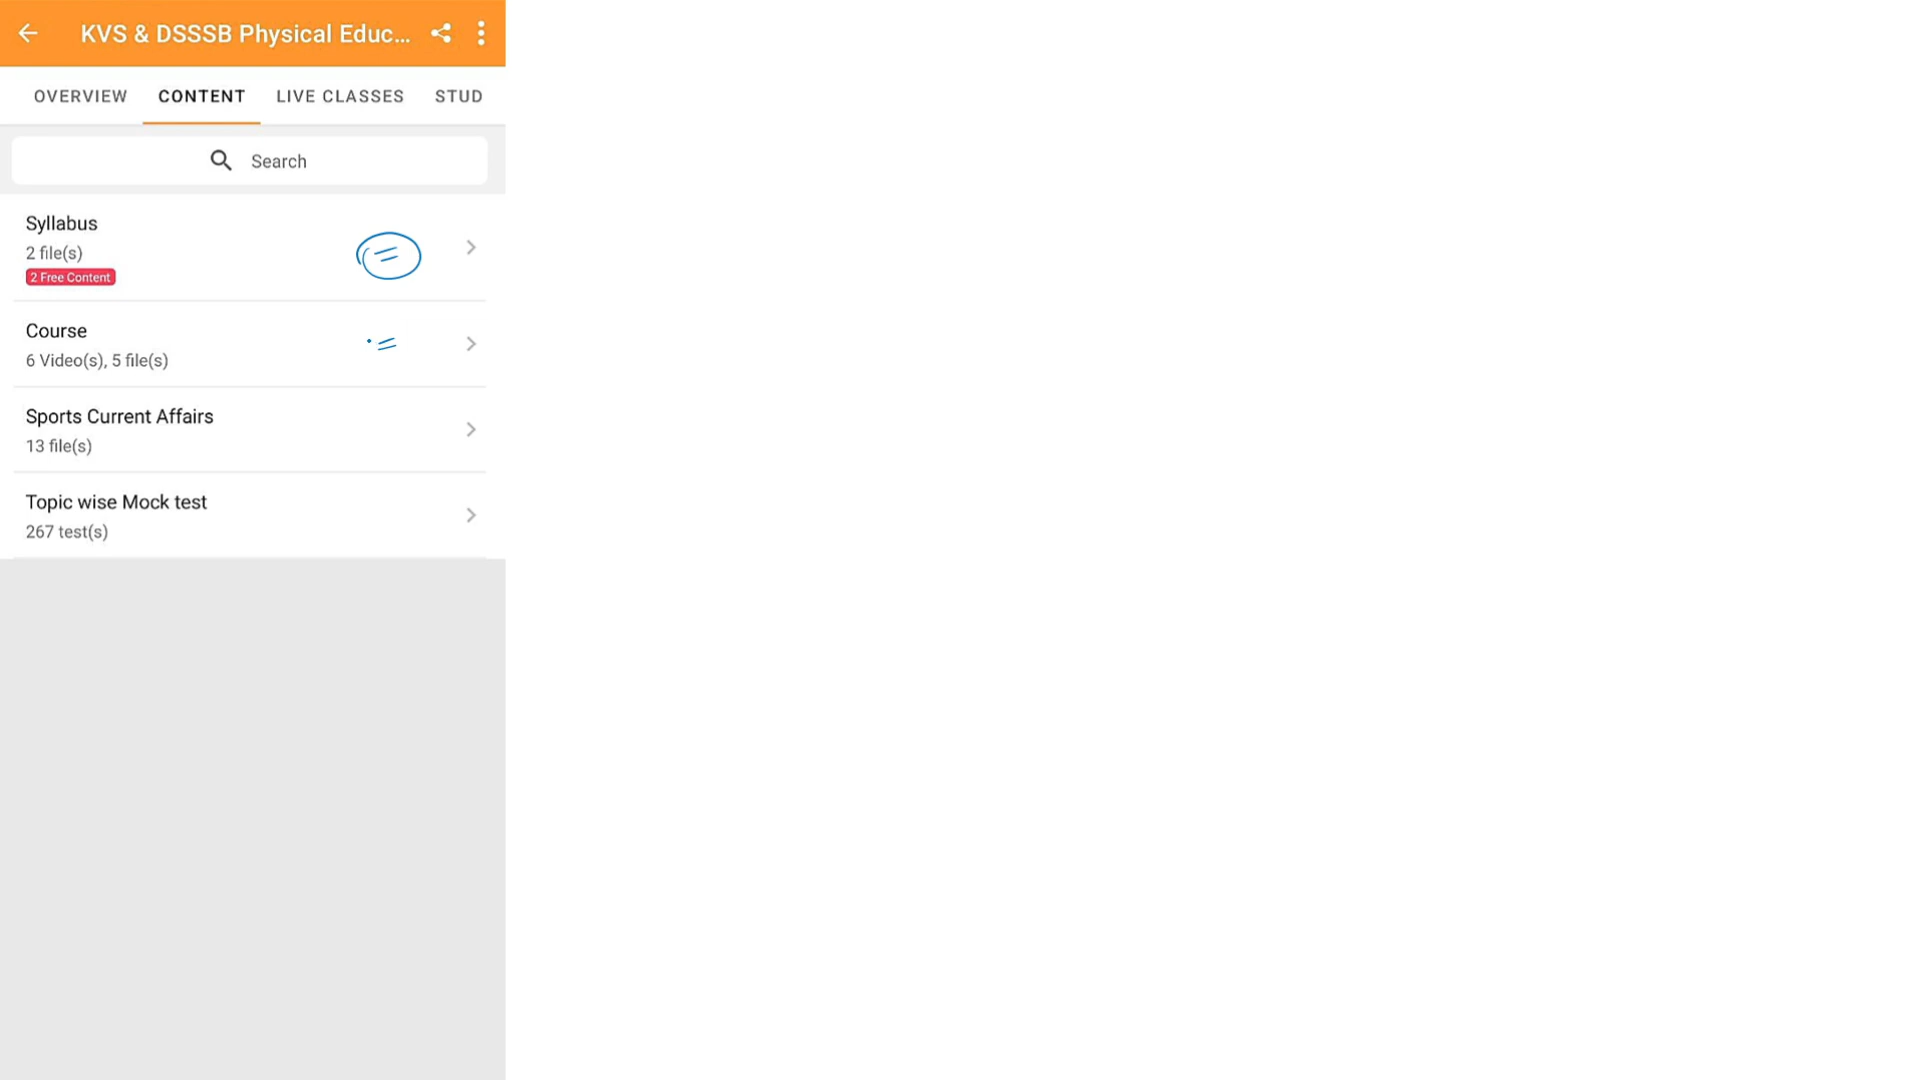 KVS & DSSSB Physical Educ...
OVERVIEW CONTENT LIVE CLASSES STUD
Search
Syllabus
2 file(s)
2 Free Content
Course
6 Video(s), 5 file(s)
Sports Current Affairs
13 file(s)
Topic wise Mock test
267 test(s)